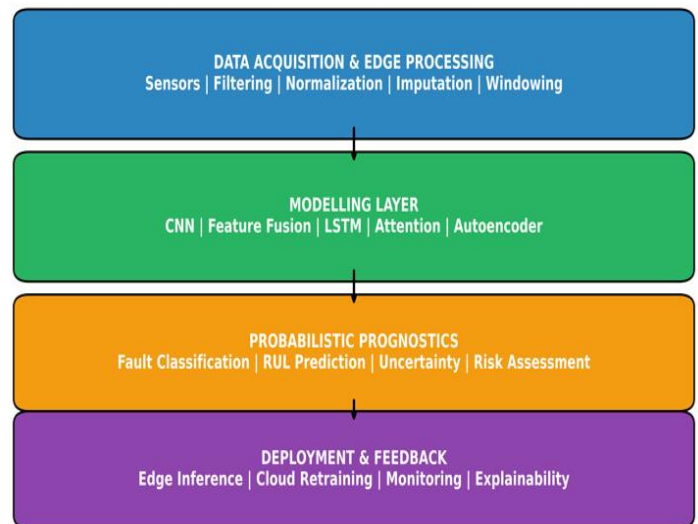 DATA ACQUISITION & EDGE PROCESSING
Sensors | Filtering | Normalization | Imputation | Windowing
MODELLING LAYER
CNN | Feature Fusion | LSTM | Attention | Autoencoder
PROBABILISTIC PROGNOSTICS
Fault Classification | RUL Prediction | Uncertainty | Risk Assessment
DEPLOYMENT & FEEDBACK
Edge Inference | Cloud Retraining | Monitoring | Explainability